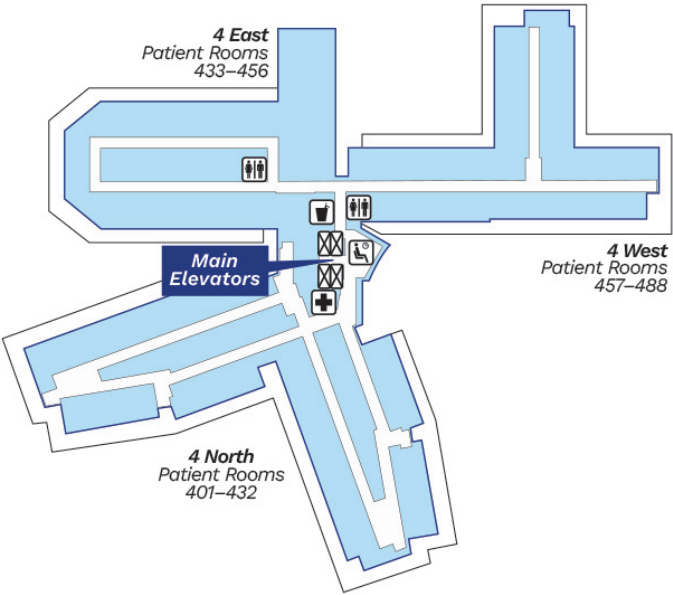 4 East
Patient Rooms
433–456
Main
Elevators
4 West
Patient Rooms
457–488
4 North
Patient Rooms
401–432